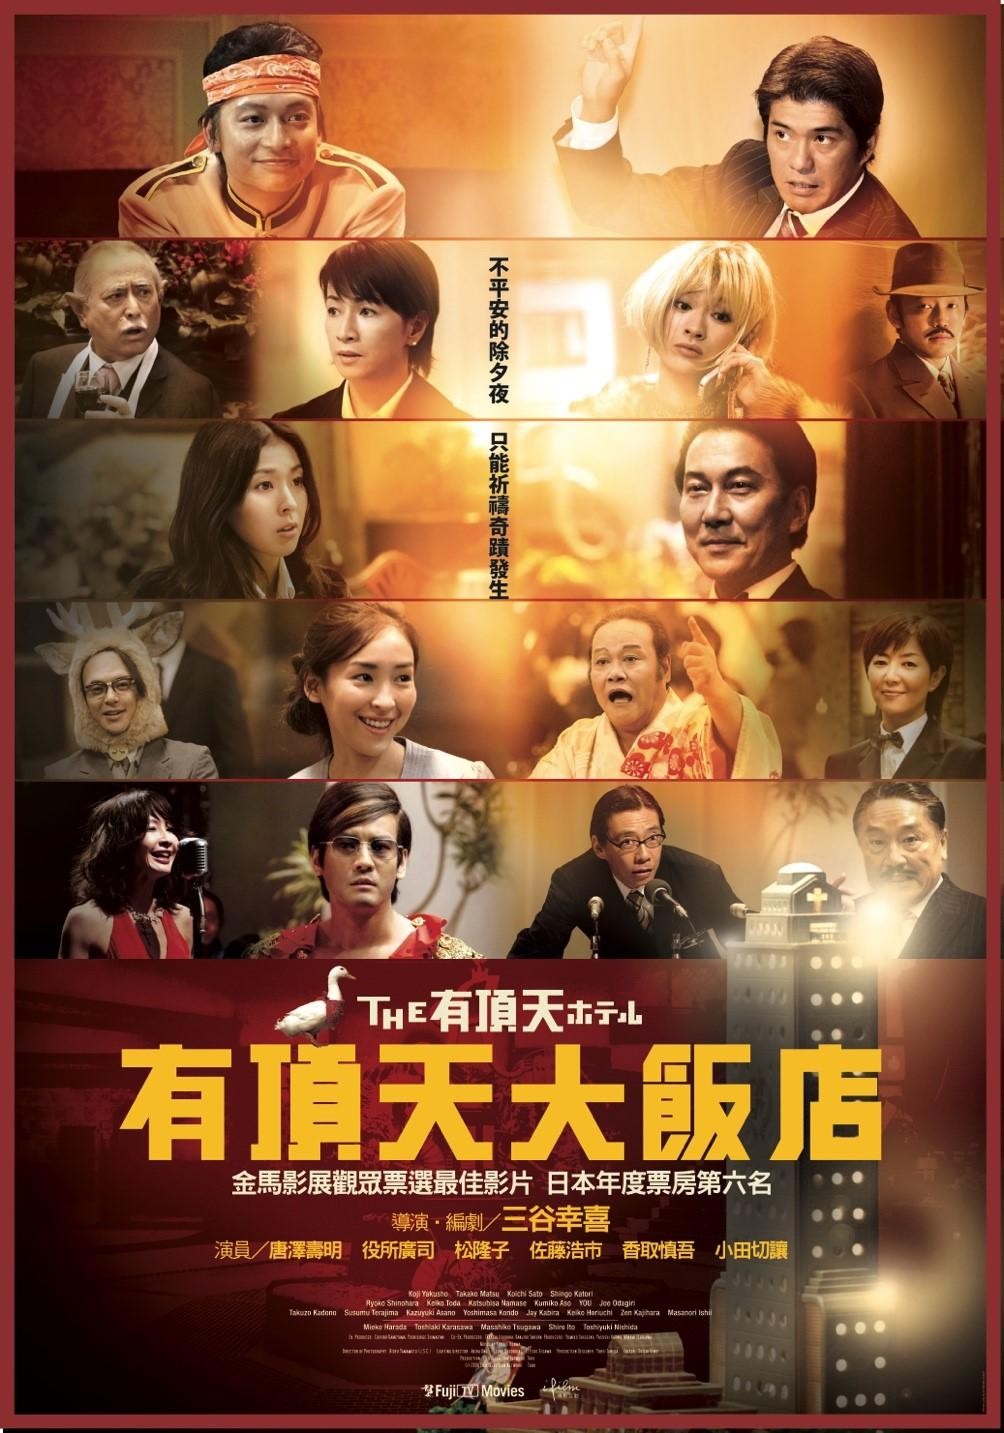 不平安的除夕夜
只能祈禱奇蹟發生
THE有頂天ホテル
有頂天大飯店
金馬影展觀眾票選最佳影片 日本年度票房第六名
導演・編劇／三谷幸喜
演員／唐澤壽明 役所廣司 松隆子 佐藤浩市 香取慎吾 小田切讓
Koji Yakusho Takako Matsu Koichi Sato Shingo Katori
Ryoko Shinohara Keiko Toda Katsuhisa Namase Kumiko Aso YOU Joe Odagiri
Takuzo Kadono Susumu Terajima Kazuyuki Asano Yoshimasa Kondo Jay Kabira Keiko Horiuchi Zen Kajihara Masanori Ishii
Mieko Harada Toshiaki Karasawa Masahiko Tsugawa Shiro Ito Toshiyuki Nishida
Fuji TV Movies ifilm